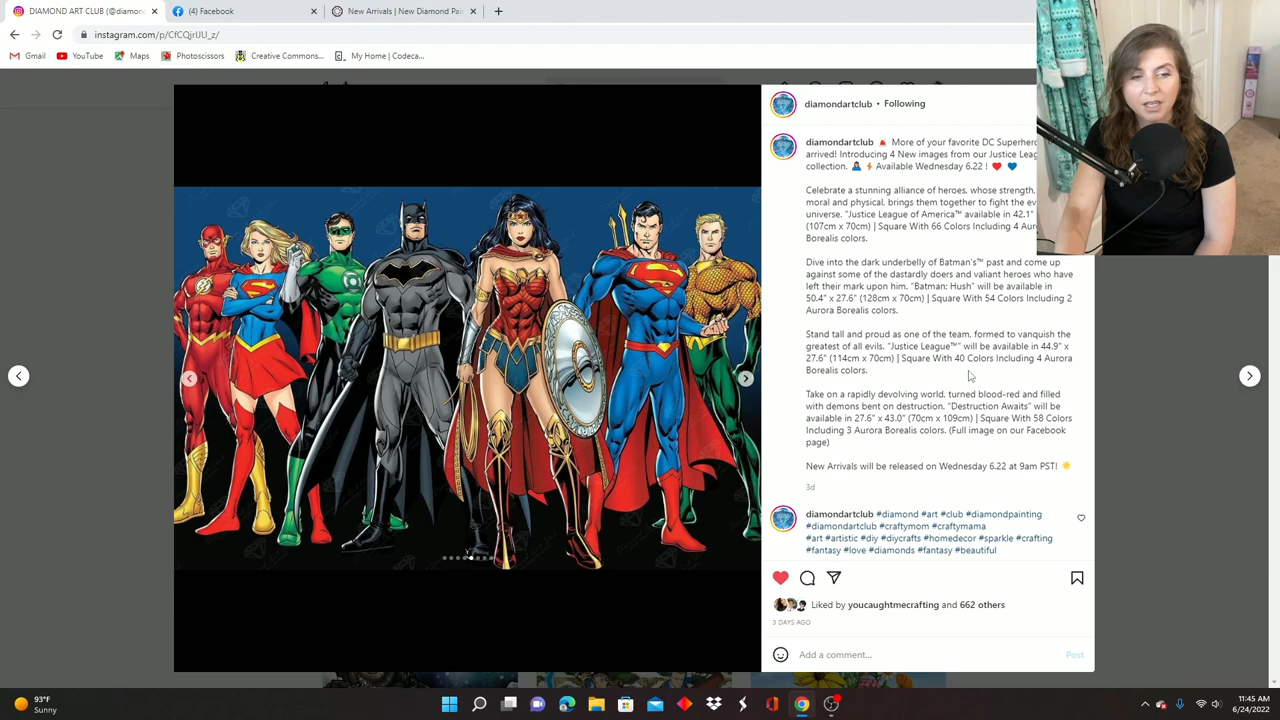 DIAMOND ART CLUB (@diamon
Facebook
New Arrivals | New Diamond Pai
instagram.com/p/CfCQjrIJU_z/
Gmail
YouTube
Maps
Photoscissors
Creative Commons...
My Home | Codeca...
diamondartclub • Following
diamondartclub 🚨 More of your favorite DC Superhero
arrived! Introducing 4 New images from our Justice Leag
collection. 🦸 ⚡ Available Wednesday 6.22 ! ❤️ 💙
Celebrate a stunning alliance of heroes, whose strength,
moral and physical, brings them together to fight the ev
universe. "Justice League of America™ available in 42.1"
(107cm x 70cm) | Square With 66 Colors Including 4 Auro
Borealis colors.
Dive into the dark underbelly of Batman's™ past and come up
against some of the dastardly doers and valiant heroes who have
left their mark upon him. "Batman: Hush" will be available in
50.4" x 27.6" (128cm x 70cm) | Square With 54 Colors Including 2
Aurora Borealis colors.
Stand tall and proud as one of the team, formed to vanquish the
greatest of all evils. "Justice League™" will be available in 44.9" x
27.6" (114cm x 70cm) | Square With 40 Colors Including 4 Aurora
Borealis colors.
Take on a rapidly devolving world, turned blood-red and filled
with demons bent on destruction. "Destruction Awaits" will be
available in 27.6" x 43.0" (70cm x 109cm) | Square With 58 Colors
Including 3 Aurora Borealis colors. (Full image on our Facebook
page)
New Arrivals will be released on Wednesday 6.22 at 9am PST! ☀️
3d
diamondartclub #diamond #art #club #diamondpainting
#diamondartclub #craftymom #craftymama
#art #artistic #diy #diycrafts #homedecor #sparkle #crafting
#fantasy #love #diamonds #fantasy #beautiful
Liked by youcaughtmecrafting and 662 others
3 DAYS AGO
Add a comment...
Post
93°F
Sunny
11:45 AM
6/24/2022